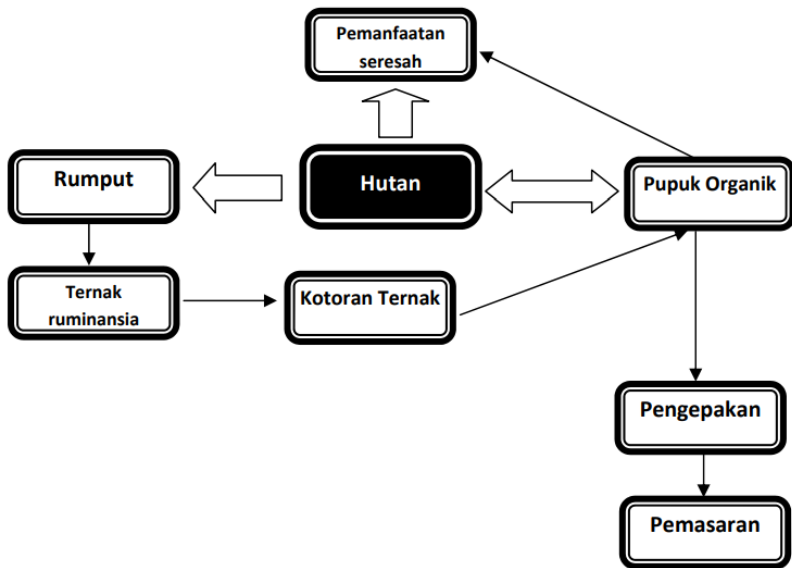 Pemanfaatan
seresah
Rumput
Hutan
Pupuk Organik
Ternak
ruminansia
Kotoran Ternak
Pengepakan
Pemasaran